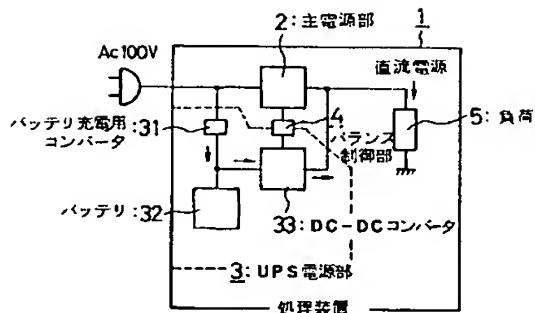 1
2:主電源部
Ac100V
直流電源
バッテリ充電用:31
コンバータ
4
バランス
制御部
5:負荷
バッテリ:32
33:DC-DCコンバータ
3:UPS電源部
処理装置